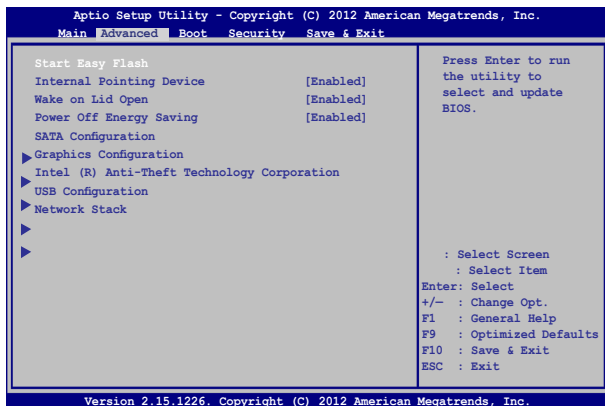 Aptio Setup Utility - Copyright (C) 2012 American Megatrends, Inc.
Main Advanced Boot Security Save & Exit
Start Easy Flash
Internal Pointing Device [Enabled]
Wake on Lid Open [Enabled]
Power Off Energy Saving [Enabled]
SATA Configuration
Graphics Configuration
Intel (R) Anti-Theft Technology Corporation
USB Configuration
Network Stack
Press Enter to run
the utility to
select and update
BIOS.
: Select Screen
: Select Item
Enter: Select
+/— : Change Opt.
F1 : General Help
F9 : Optimized Defaults
F10 : Save & Exit
ESC : Exit
Version 2.15.1226. Copyright (C) 2012 American Megatrends, Inc.